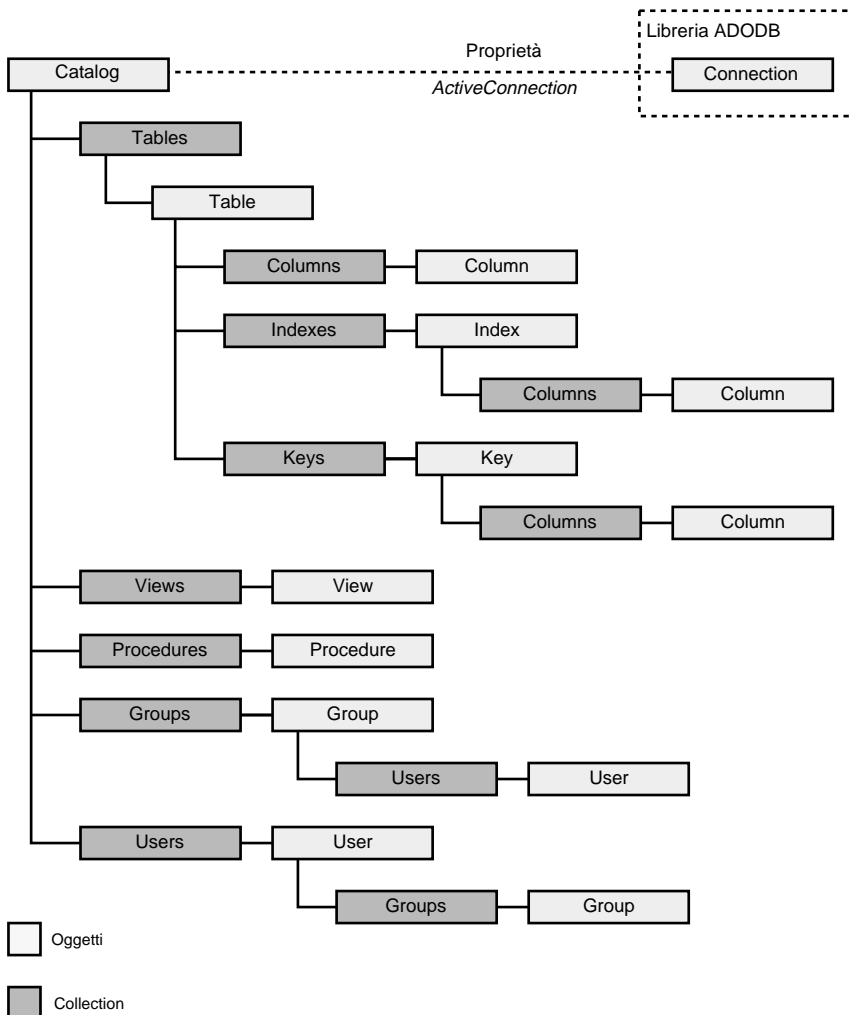 Libreria ADODB
Proprietà
Catalog
Connection
ActiveConnection
Tables
Table
Columns
Column
Indexes
Index
Columns
Column
Keys
Key
Columns
Column
Views
View
Procedures
Procedure
Groups
Group
Users
User
Users
User
Groups
Group
Oggetti
Collection